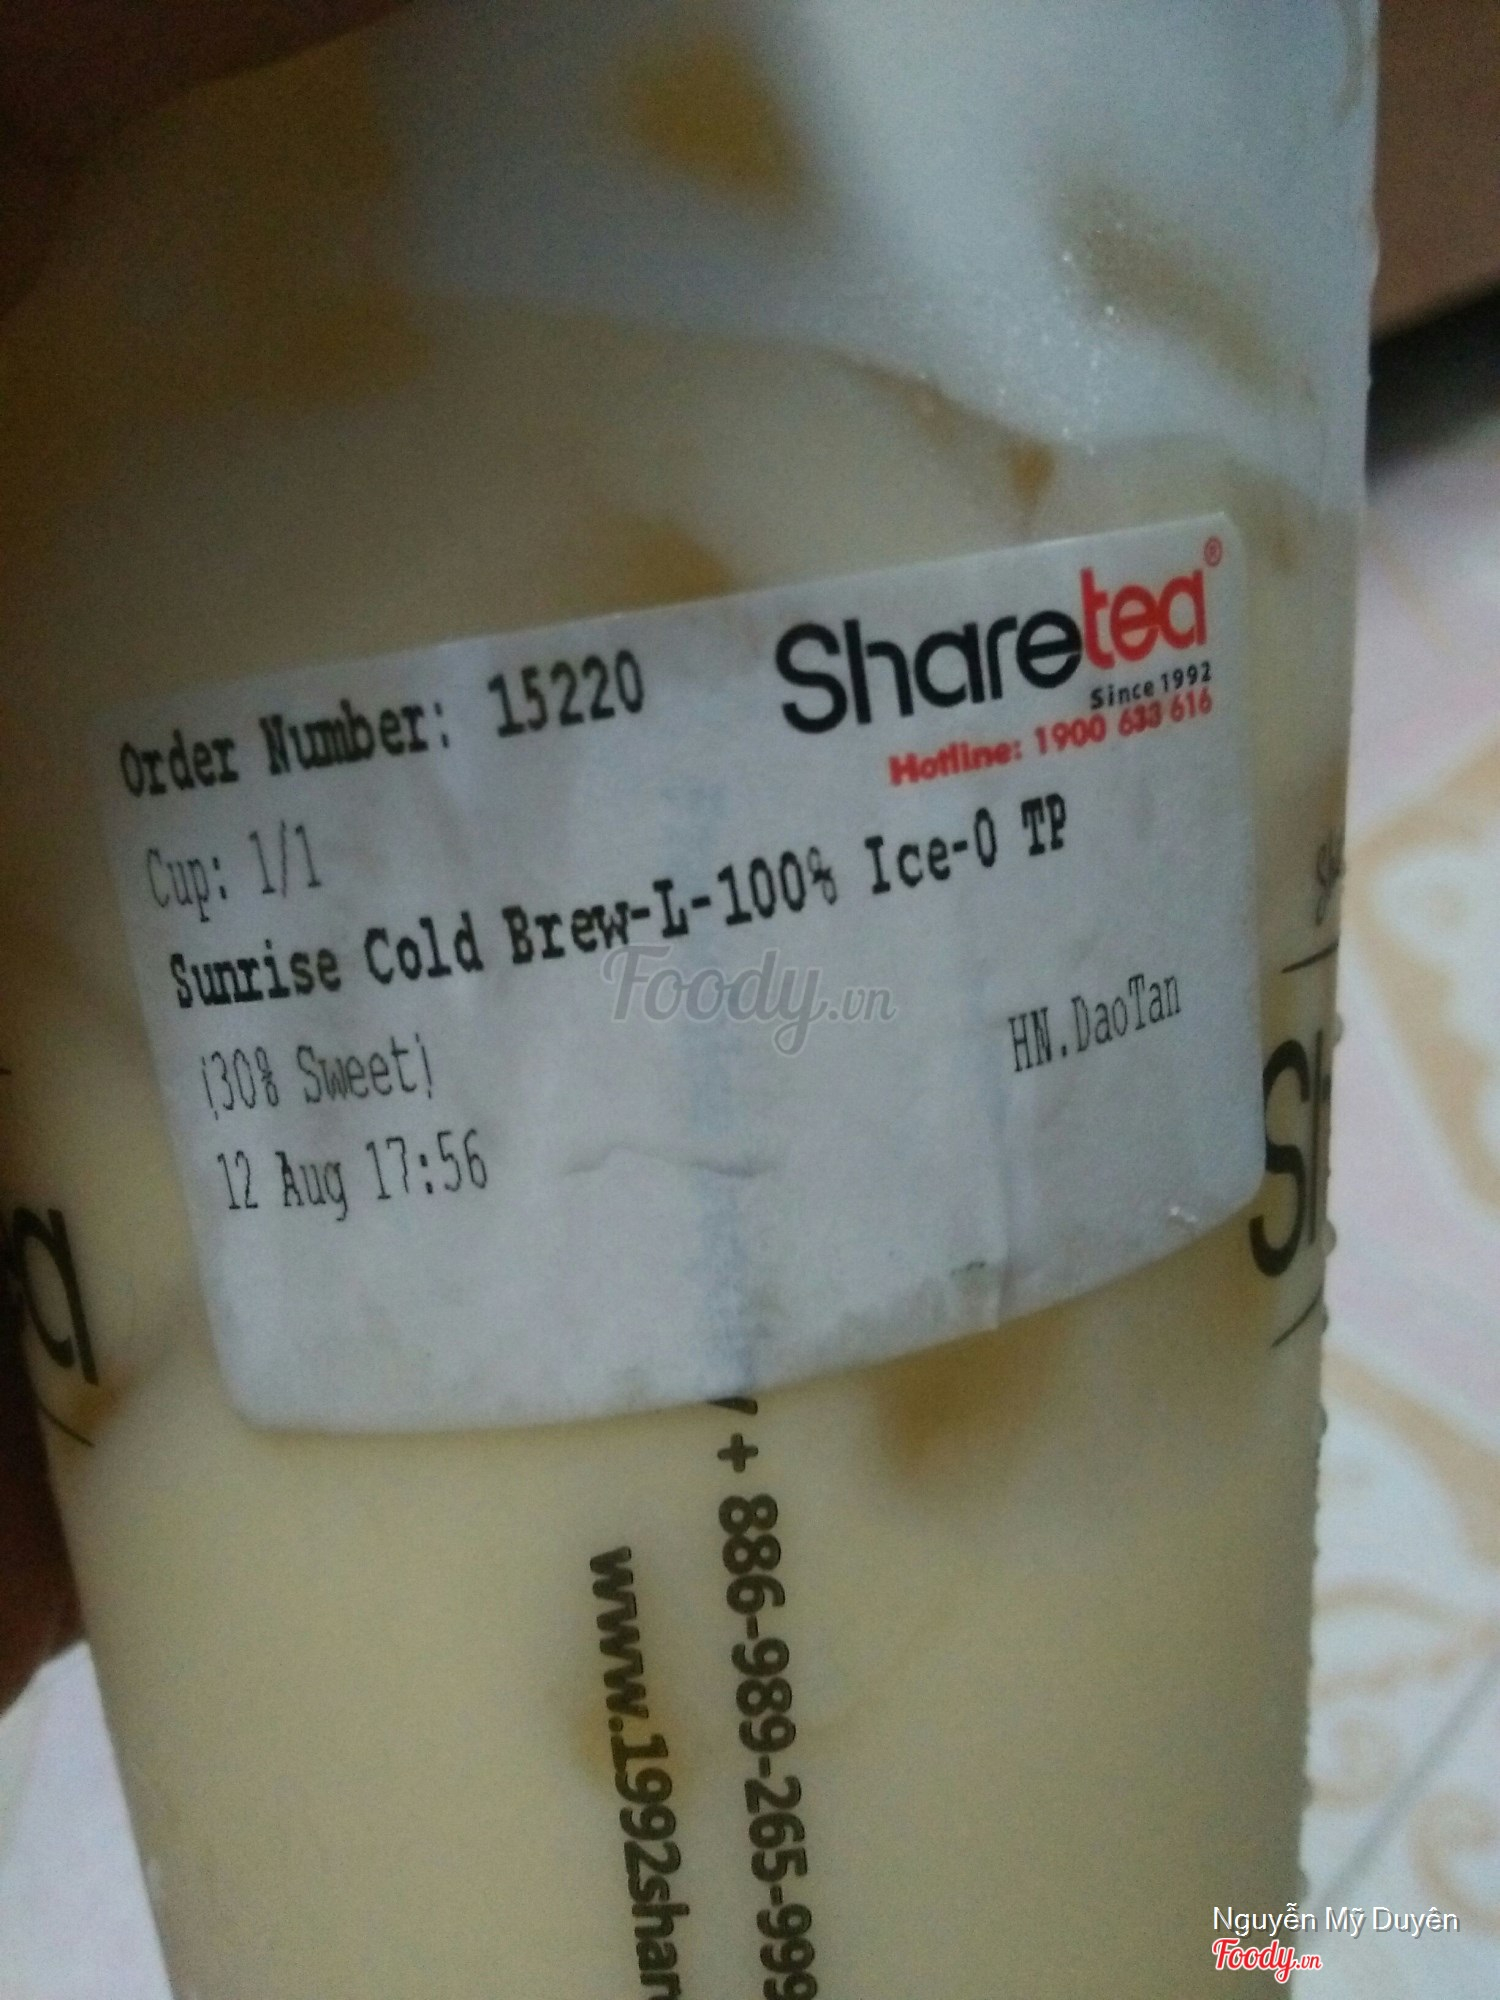 Order Number: 15220
Sharetea®
Since 1992
Hotline: 1900 633 616
Cup: 1/1
Sunrise Cold Brew-L-100% Ice-0 TP
(30% Sweet)
HN.DaoTan
12 Aug 17:56
Foody.vn
+ 886-989-265-999
www.1992shar
Nguyễn Mỹ Duyên
Foody.vn